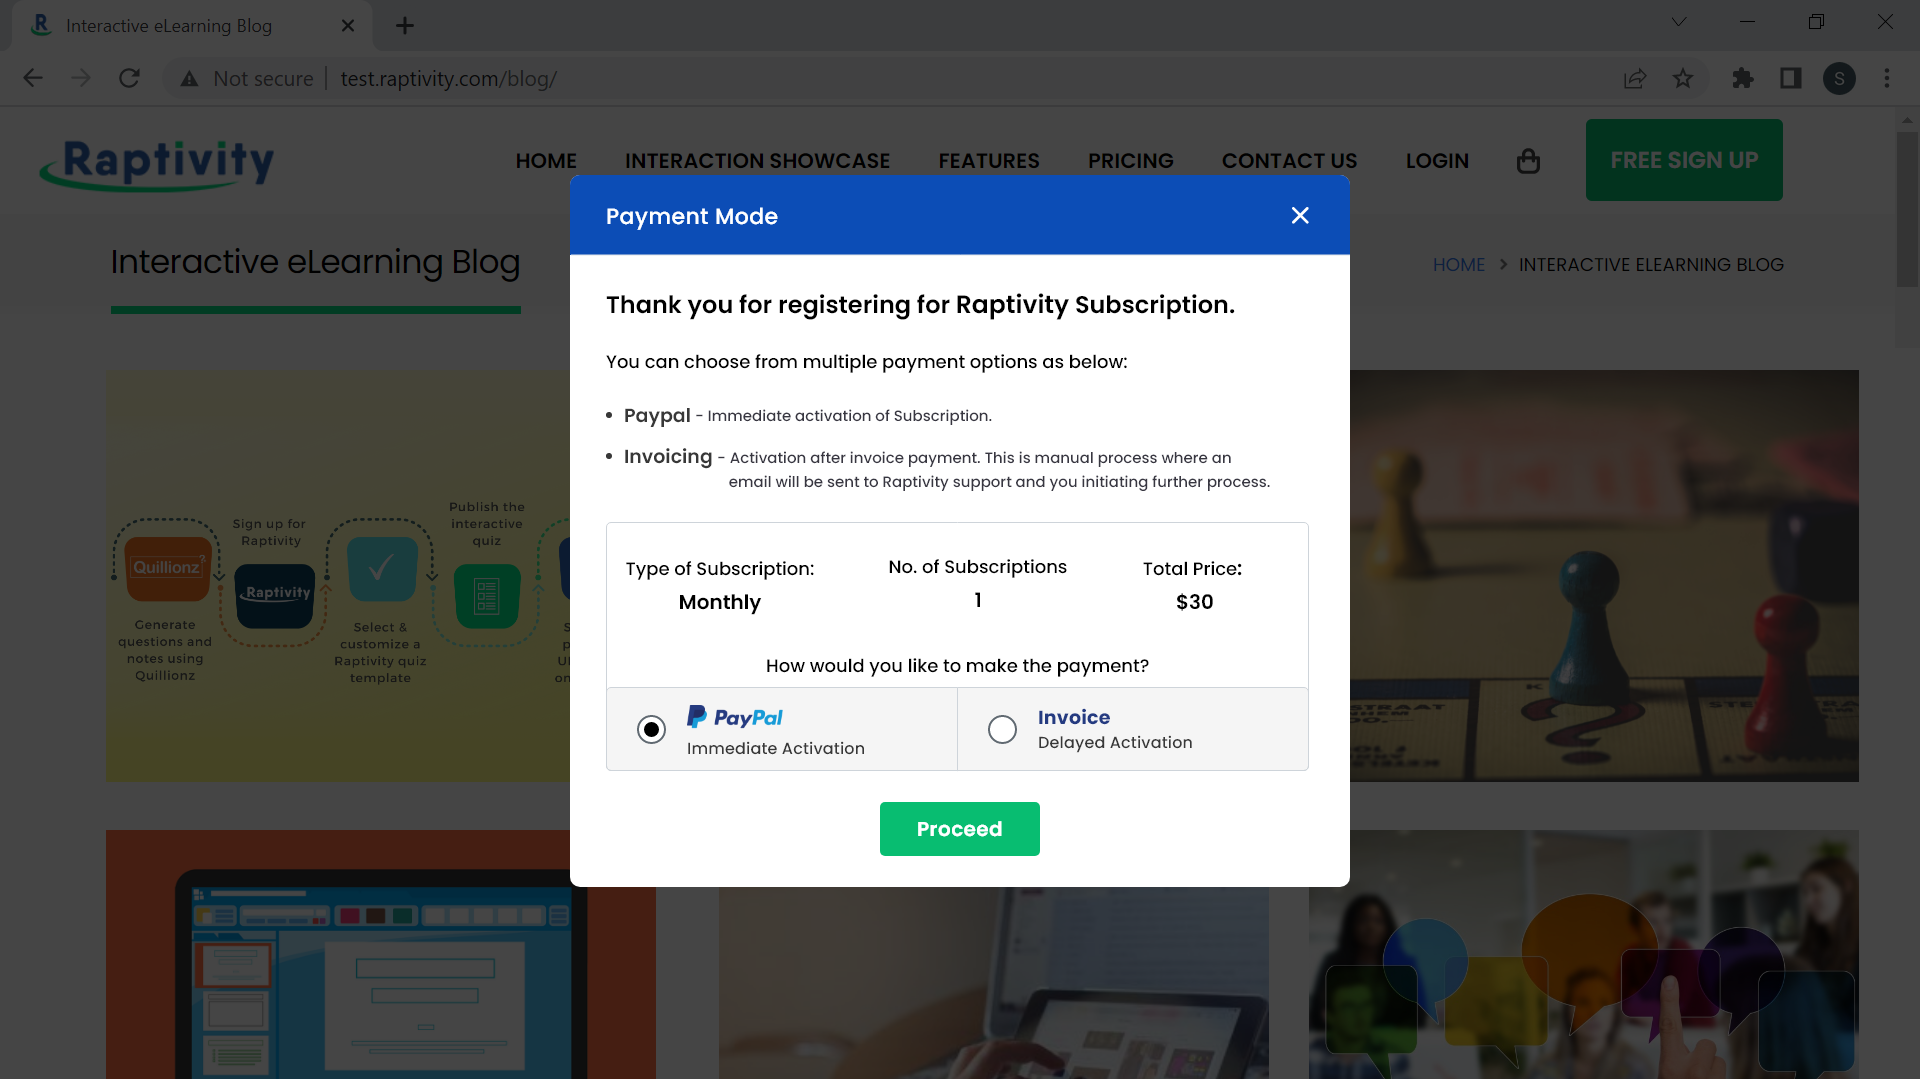 Interactive eLearning Blog
Not secure
test.raptivity.com/blog/
S
Raptivity
HOME
INTERACTION SHOWCASE
FEATURES
PRICING
CONTACT US
LOGIN
FREE SIGN UP
Interactive eLearning Blog
HOME > INTERACTIVE ELEARNING BLOG
Payment Mode
Thank you for registering for Raptivity Subscription.
You can choose from multiple payment options as below:
• Paypal - Immediate activation of Subscription.
• Invoicing - Activation after invoice payment. This is manual process where an
email will be sent to Raptivity support and you initiating further process.
Type of Subscription:
Monthly
No. of Subscriptions
1
Total Price:
$30
How would you like to make the payment?
PayPal
Immediate Activation
Invoice
Delayed Activation
Proceed
Quillionz
Generate
questions and
notes using
Quillionz
Sign up for
Raptivity
Raptivity
Select &
customize a
Raptivity quiz
template
Publish the
interactive
quiz
?